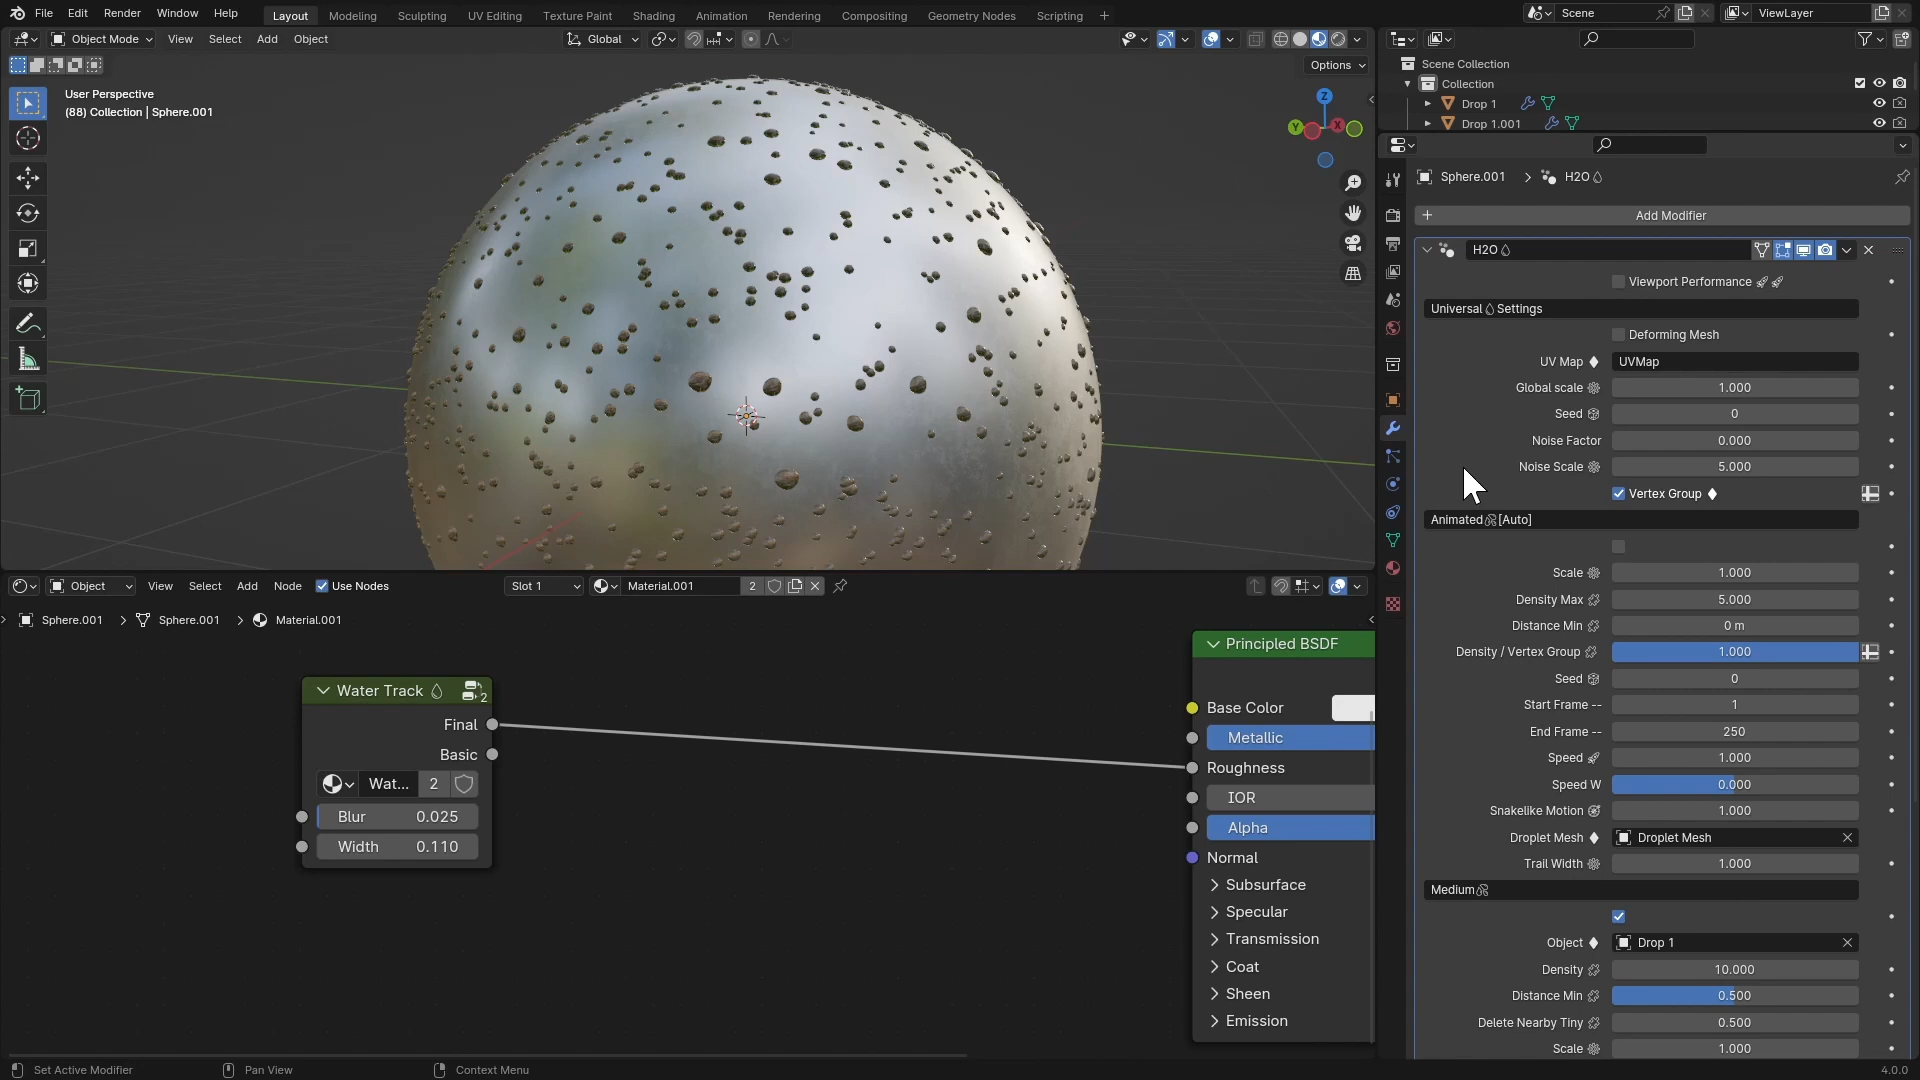 File Edit Render Window Help Layout Modeling Sculpting UV Editing Texture Paint Shading Animation Rendering Compositing Geometry Nodes Scripting + Scene ViewLayer
Object Mode View Select Add Object Global
Options
User Perspective
(88) Collection | Sphere.001
Z
Y
X
Scene Collection
Collection
Drop 1
Drop 1.001
Sphere.001 > H2O
+ Add Modifier
H2O
Viewport Performance
Universal Settings
Deforming Mesh
UV Map UVMap
Global scale 1.000
Seed 0
Noise Factor 0.000
Noise Scale 5.000
Vertex Group
Animated [Auto]
Scale 1.000
Density Max 5.000
Distance Min 0 m
Density / Vertex Group 1.000
Seed 0
Start Frame -- 1
End Frame -- 250
Speed 1.000
Speed W 0.000
Snakelike Motion 1.000
Droplet Mesh Droplet Mesh
Trail Width 1.000
Medium
Object Drop 1
Density 10.000
Distance Min 0.500
Delete Nearby Tiny 0.500
Scale 1.000
Object View Select Add Node Use Nodes Slot 1 Material.001 2
Sphere.001 > Sphere.001 > Material.001
Water Track 2
Final
Basic
Wat... 2
Blur 0.025
Width 0.110
Principled BSDF
Base Color
Metallic
Roughness
IOR
Alpha
Normal
Subsurface
Specular
Transmission
Coat
Sheen
Emission
Set Active Modifier Pan View Context Menu 4.0.0